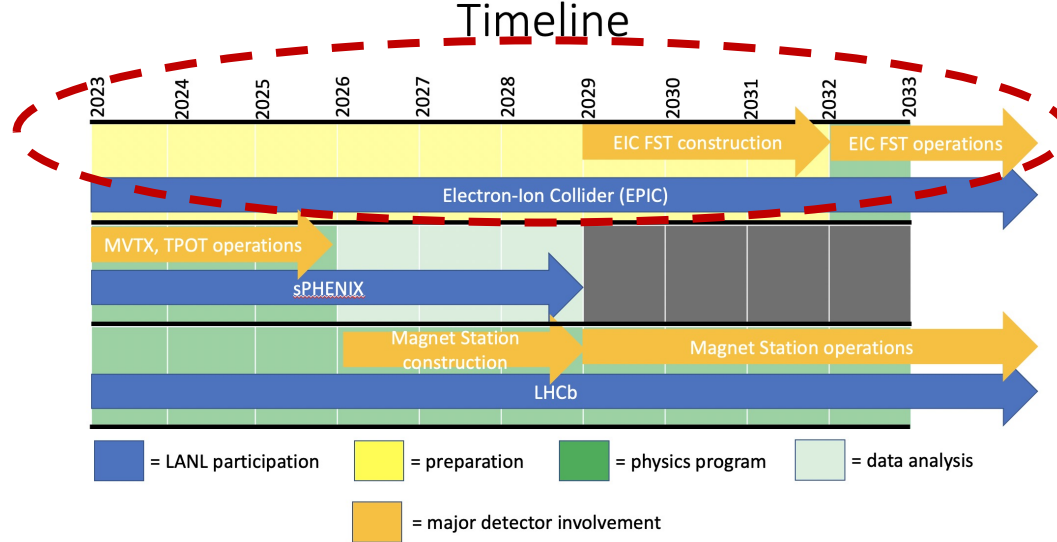 Timeline
2023 2024 2025 2026 2027 2028 2029 2030 2031 2032 2033
EIC FST construction
EIC FST operations
Electron-Ion Collider (EPIC)
MVTX, TPOT operations
sPHENIX
Magnet Station
construction
Magnet Station operations
LHCb
= LANL participation
= preparation
= physics program
= data analysis
= major detector involvement